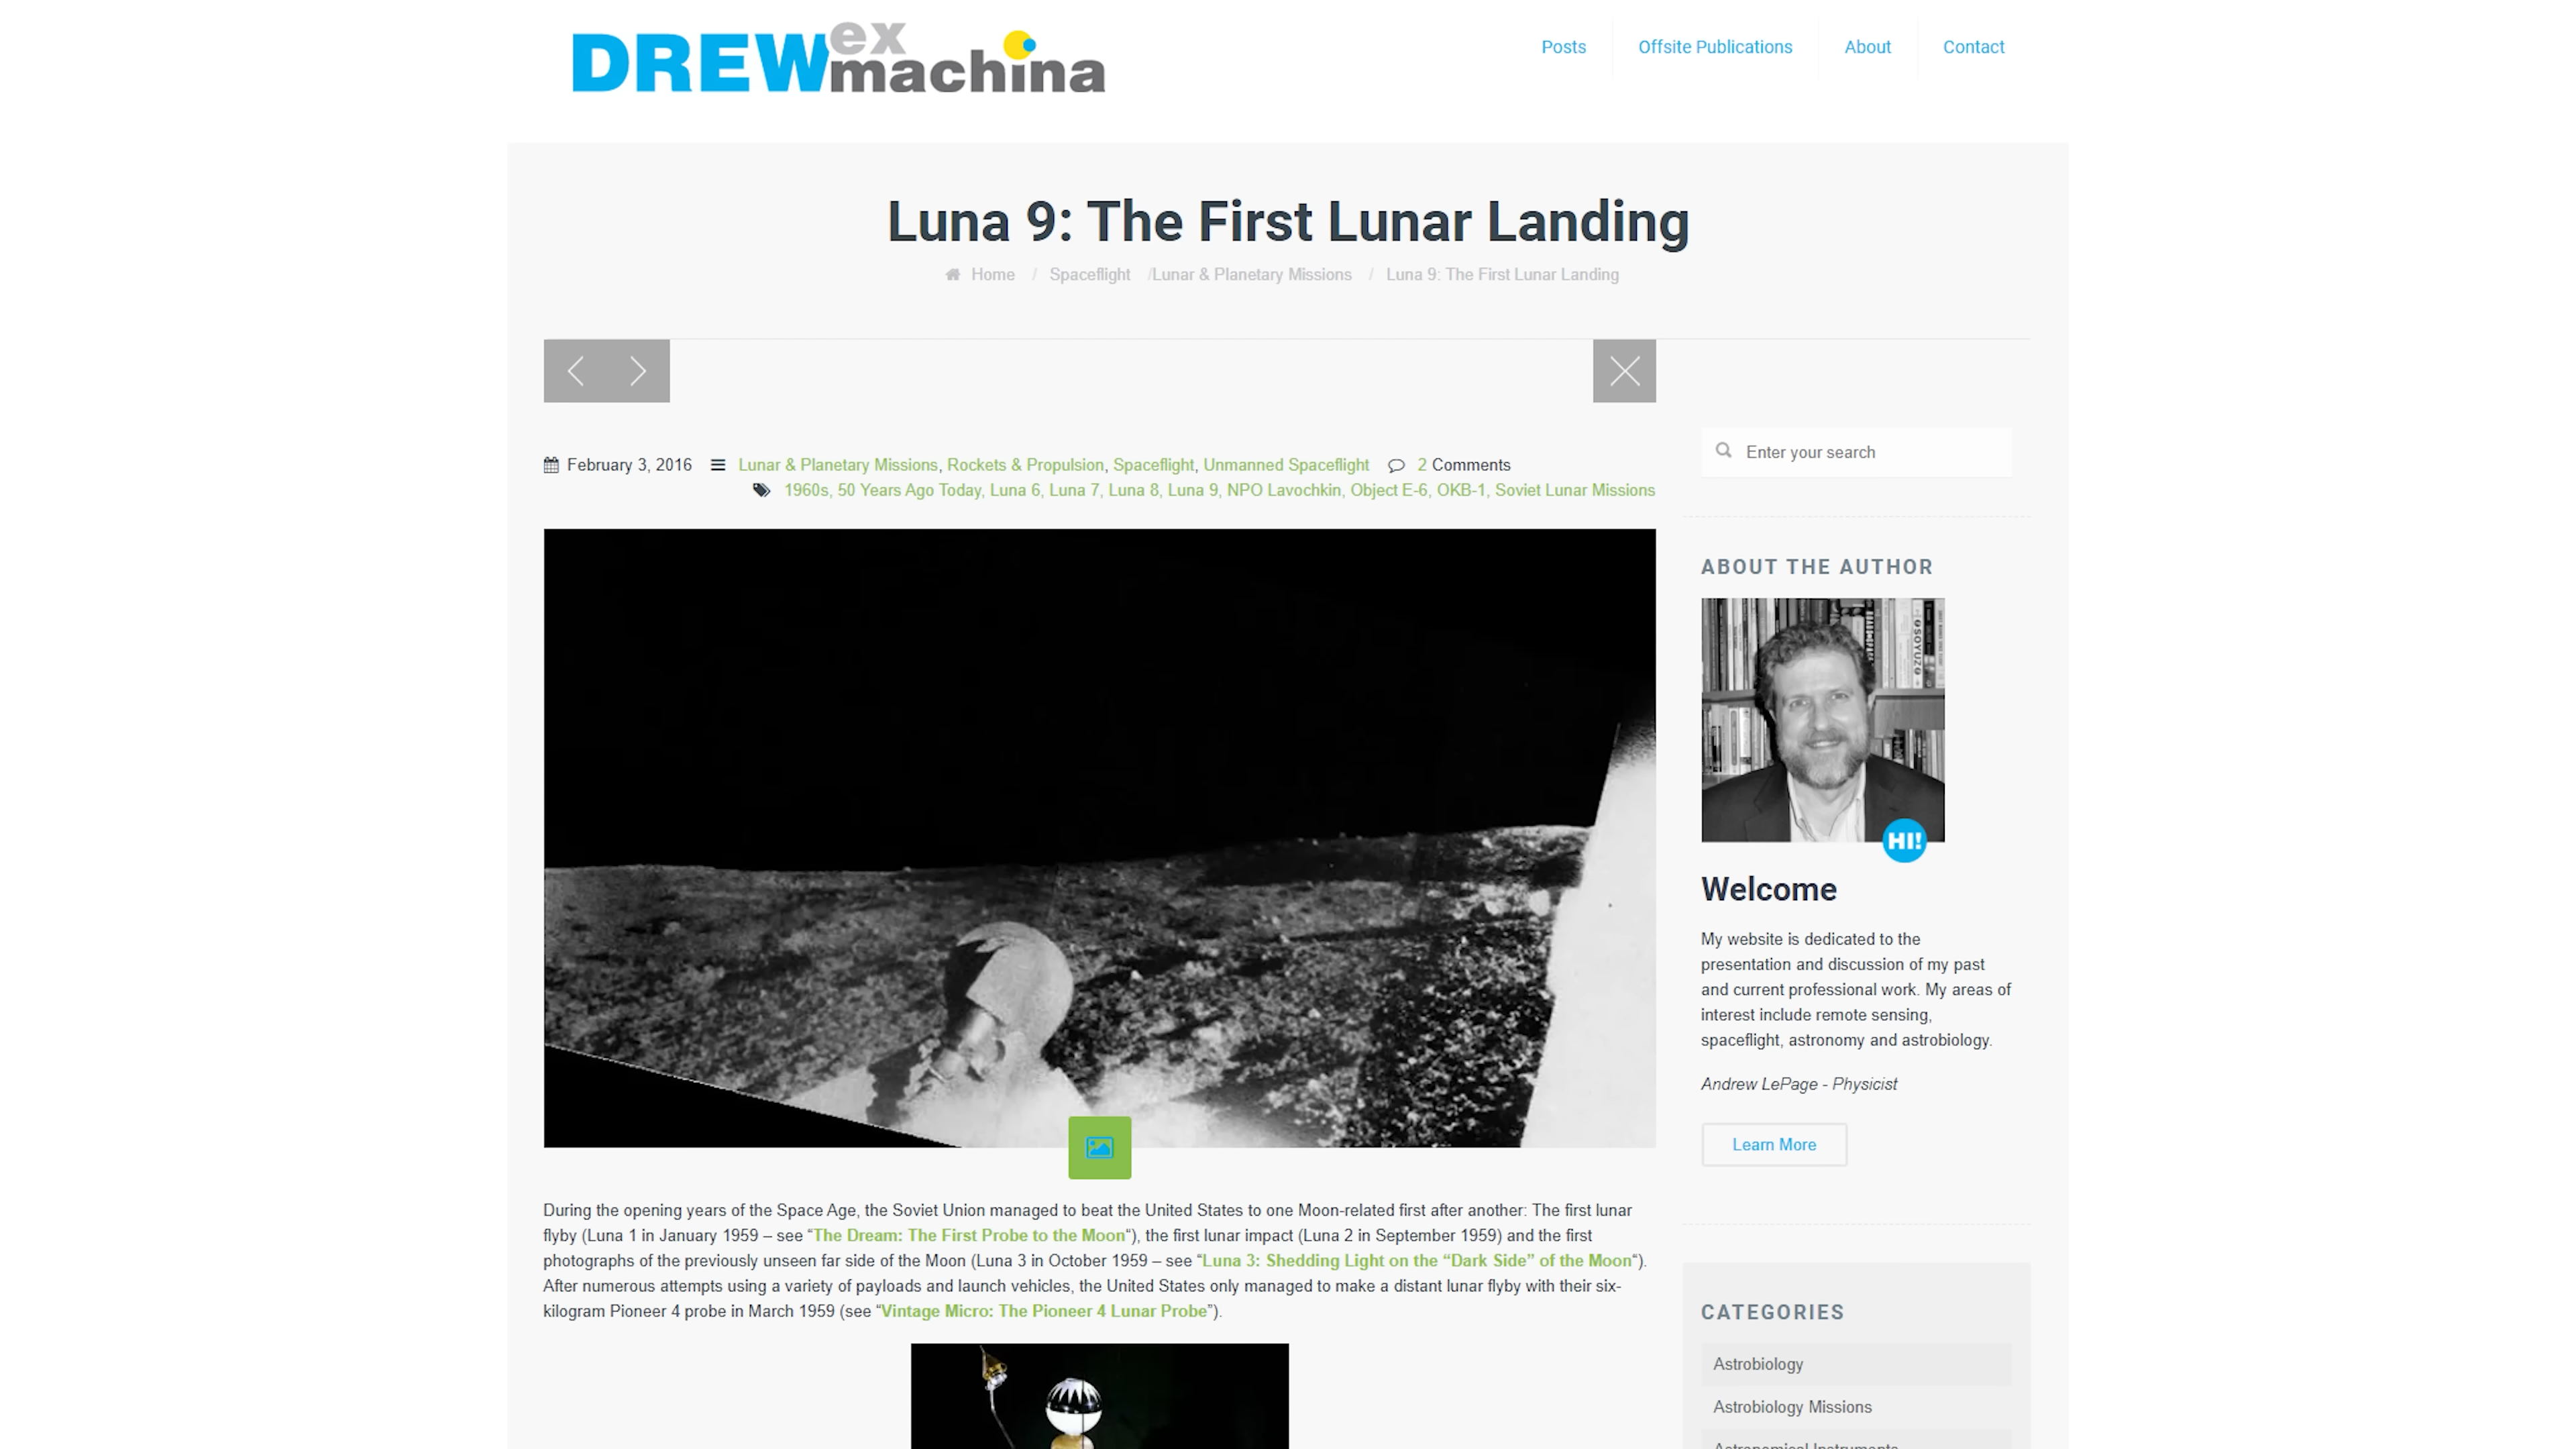 DREW ex machina
Posts
Offsite Publications
About
Contact
Luna 9: The First Lunar Landing
Home / Spaceflight /Lunar & Planetary Missions / Luna 9: The First Lunar Landing
February 3, 2016 Lunar & Planetary Missions, Rockets & Propulsion, Spaceflight, Unmanned Spaceflight 2 Comments
1960s, 50 Years Ago Today, Luna 6, Luna 7, Luna 8, Luna 9, NPO Lavochkin, Object E-6, OKB-1, Soviet Lunar Missions
During the opening years of the Space Age, the Soviet Union managed to beat the United States to one Moon-related first after another: The first lunar
flyby (Luna 1 in January 1959 – see “The Dream: The First Probe to the Moon“), the first lunar impact (Luna 2 in September 1959) and the first
photographs of the previously unseen far side of the Moon (Luna 3 in October 1959 – see “Luna 3: Shedding Light on the “Dark Side” of the Moon“).
After numerous attempts using a variety of payloads and launch vehicles, the United States only managed to make a distant lunar flyby with their six-
kilogram Pioneer 4 probe in March 1959 (see “Vintage Micro: The Pioneer 4 Lunar Probe”).
Enter your search
ABOUT THE AUTHOR
SOYUZ
HI!
Welcome
My website is dedicated to the
presentation and discussion of my past
and current professional work. My areas of
interest include remote sensing,
spaceflight, astronomy and astrobiology.
Andrew LePage - Physicist
Learn More
CATEGORIES
Astrobiology
Astrobiology Missions
Astronomical Instruments